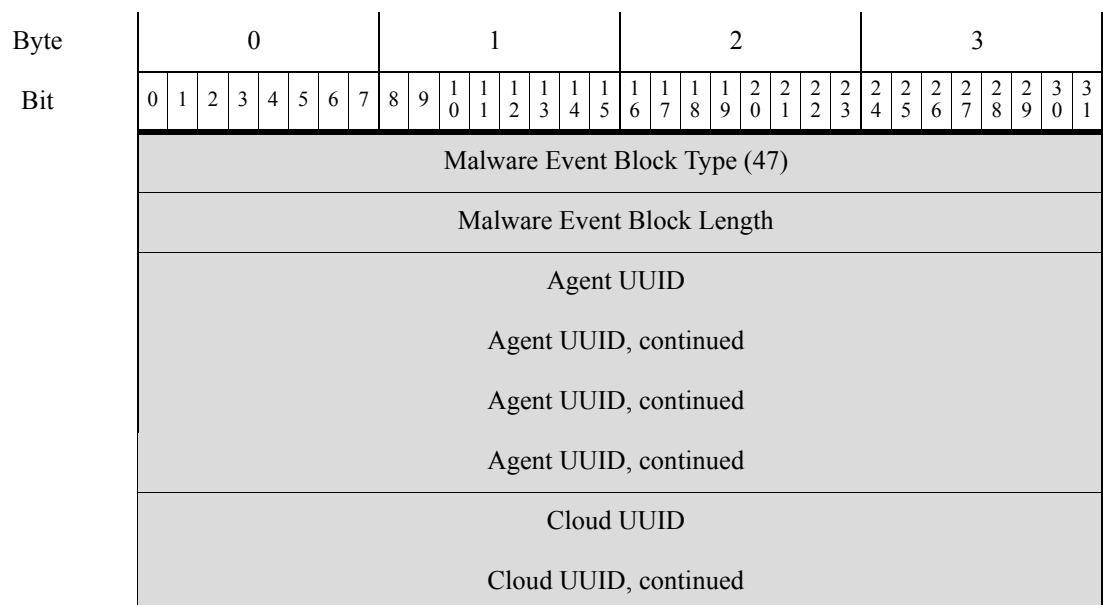 Byte 0 1 2 3
Bit 0 1 2 3 4 5 6 7 8 9 10 11 12 13 14 15 16 17 18 19 20 21 22 23 24 25 26 27 28 29 30 31
Malware Event Block Type (47)
Malware Event Block Length
Agent UUID
Agent UUID, continued
Agent UUID, continued
Agent UUID, continued
Cloud UUID
Cloud UUID, continued